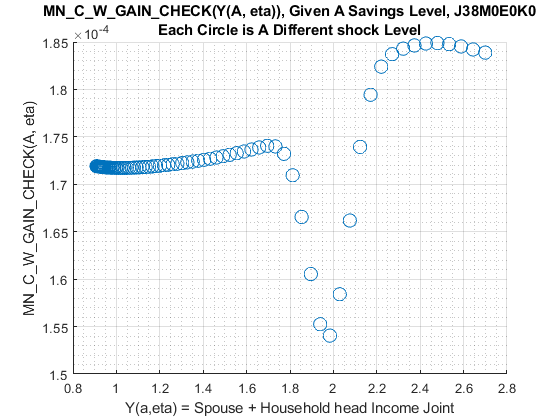 MN_C_W_GAIN_CHECK(Y(A, eta)), Given A Savings Level, J38M0E0K0
Each Circle is A Different shock Level
×10⁻⁴
1.85
1.8
1.75
1.7
1.65
1.6
1.55
1.5
MN_C_W_GAIN_CHECK(A, eta)
0.8 1 1.2 1.4 1.6 1.8 2 2.2 2.4 2.6 2.8
Y(a,eta) = Spouse + Household head Income Joint